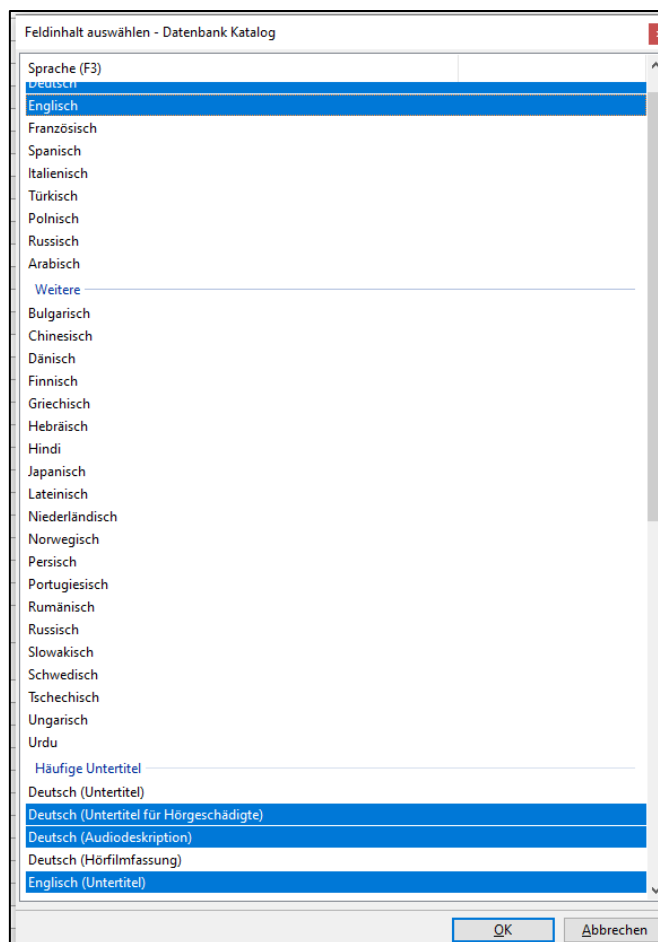 Feldinhalt auswählen - Datenbank Katalog
Sprache (F3)
Deutsch
Englisch
Französisch
Spanisch
Italienisch
Türkisch
Polnisch
Russisch
Arabisch
Weitere
Bulgarisch
Chinesisch
Dänisch
Finnisch
Griechisch
Hebräisch
Hindi
Japanisch
Lateinisch
Niederländisch
Norwegisch
Persisch
Portugiesisch
Rumänisch
Russisch
Slowakisch
Schwedisch
Tschechisch
Ungarisch
Urdu
Häufige Untertitel
Deutsch (Untertitel)
Deutsch (Untertitel für Hörgeschädigte)
Deutsch (Audiodeskription)
Deutsch (Hörfilmfassung)
Englisch (Untertitel)
OK Abbrechen